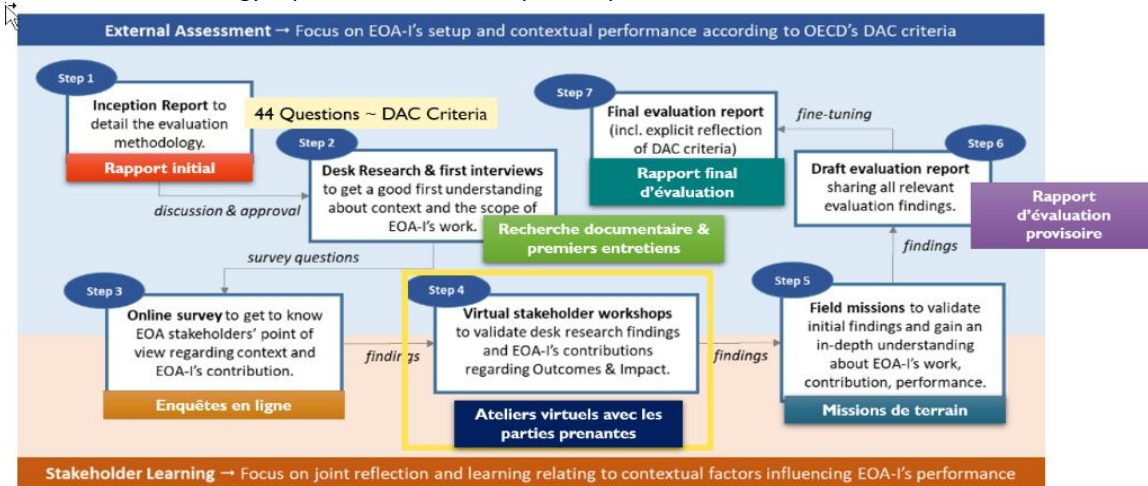 External Assessment → Focus on EOA-I's setup and contextual performance according to OECD's DAC criteria
Step 1
Inception Report to
detail the evaluation
methodology.
Rapport initial
44 Questions ~ DAC Criteria
discussion & approval
Step 2
Desk Research & first interviews
to get a good first understanding
about context and the scope of
EOA-I's work.
Recherche documentaire &
premiers entretiens
survey questions
Step 3
Online survey to get to know
EOA stakeholders' point of
view regarding context and
EOA-I's contribution.
Enquêtes en ligne
findings
Step 4
Virtual stakeholder workshops
to validate desk research findings
and EOA-I's contributions
regarding Outcomes & Impact.
Ateliers virtuels avec les
parties prenantes
findings
Step 5
Field missions to validate
initial findings and gain an
in-depth understanding
about EOA-I's work,
contribution, performance.
Missions de terrain
findings
Step 6
Draft evaluation report
sharing all relevant
evaluation findings.
Rapport
d'évaluation
provisoire
fine-tuning
Step 7
Final evaluation report
(incl. explicit reflection
of DAC criteria)
Rapport final
d'évaluation
Stakeholder Learning → Focus on joint reflection and learning relating to contextual factors influencing EOA-I's performance